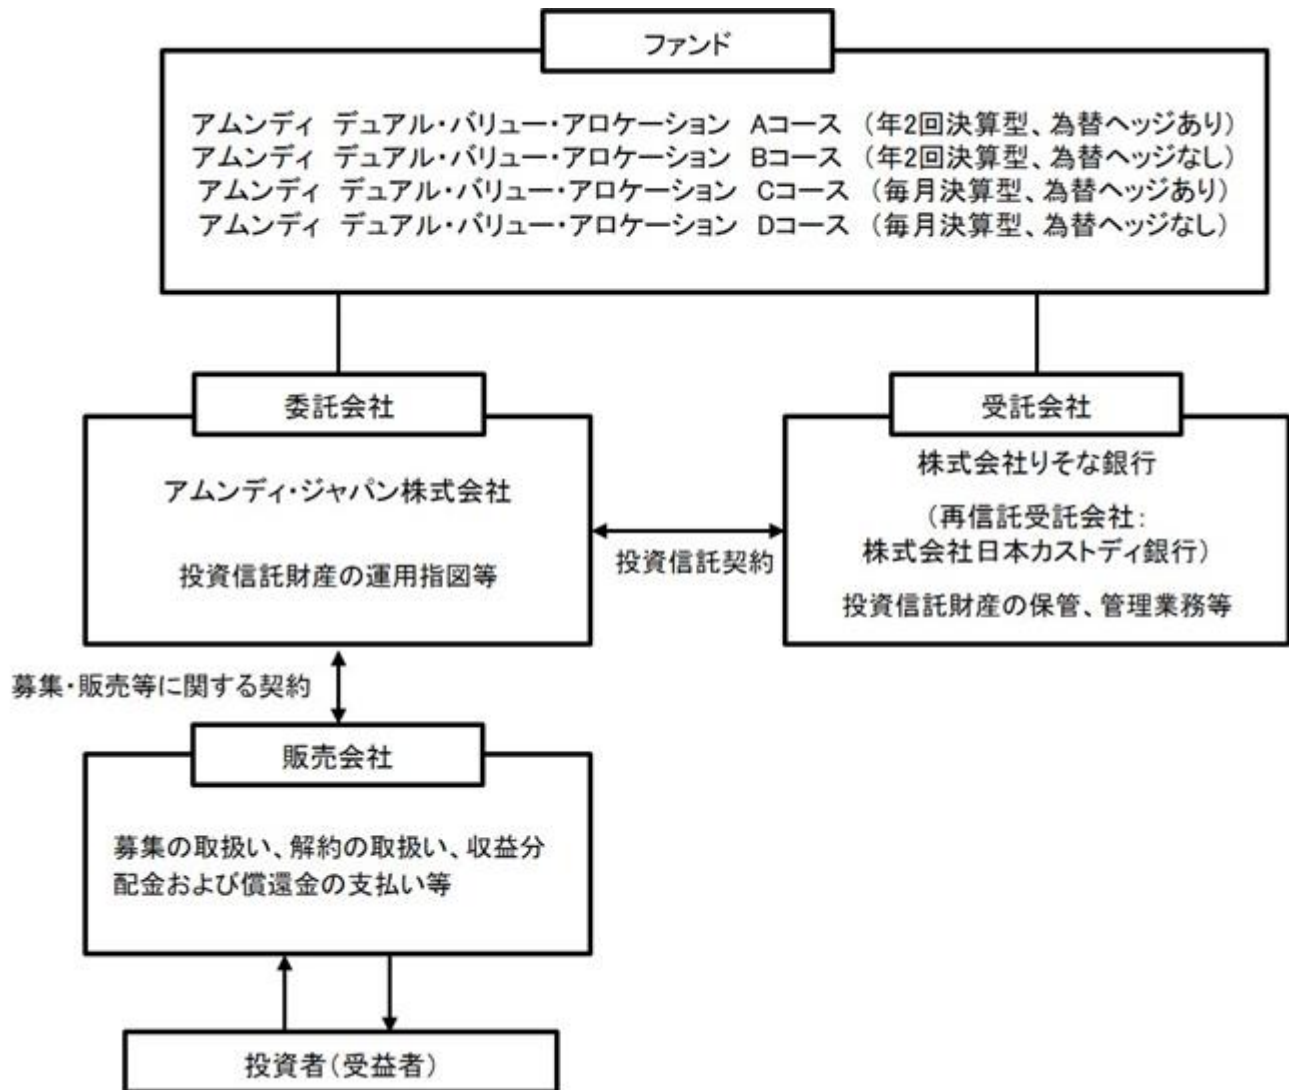 ファンド
アムンディ デュアル・バリュー・アロケーション Aコース （年2回決算型、為替ヘッジあり）
アムンディ デュアル・バリュー・アロケーション Bコース （年2回決算型、為替ヘッジなし）
アムンディ デュアル・バリュー・アロケーション Cコース （毎月決算型、為替ヘッジあり）
アムンディ デュアル・バリュー・アロケーション Dコース （毎月決算型、為替ヘッジなし）
委託会社
アムンディ・ジャパン株式会社
投資信託財産の運用指図等
投資信託契約
受託会社
株式会社りそな銀行
（再信託受託会社：
株式会社日本カストディ銀行）
投資信託財産の保管、管理業務等
募集・販売等に関する契約
販売会社
募集の取扱い、解約の取扱い、収益分
配金および償還金の支払い等
投資者（受益者）